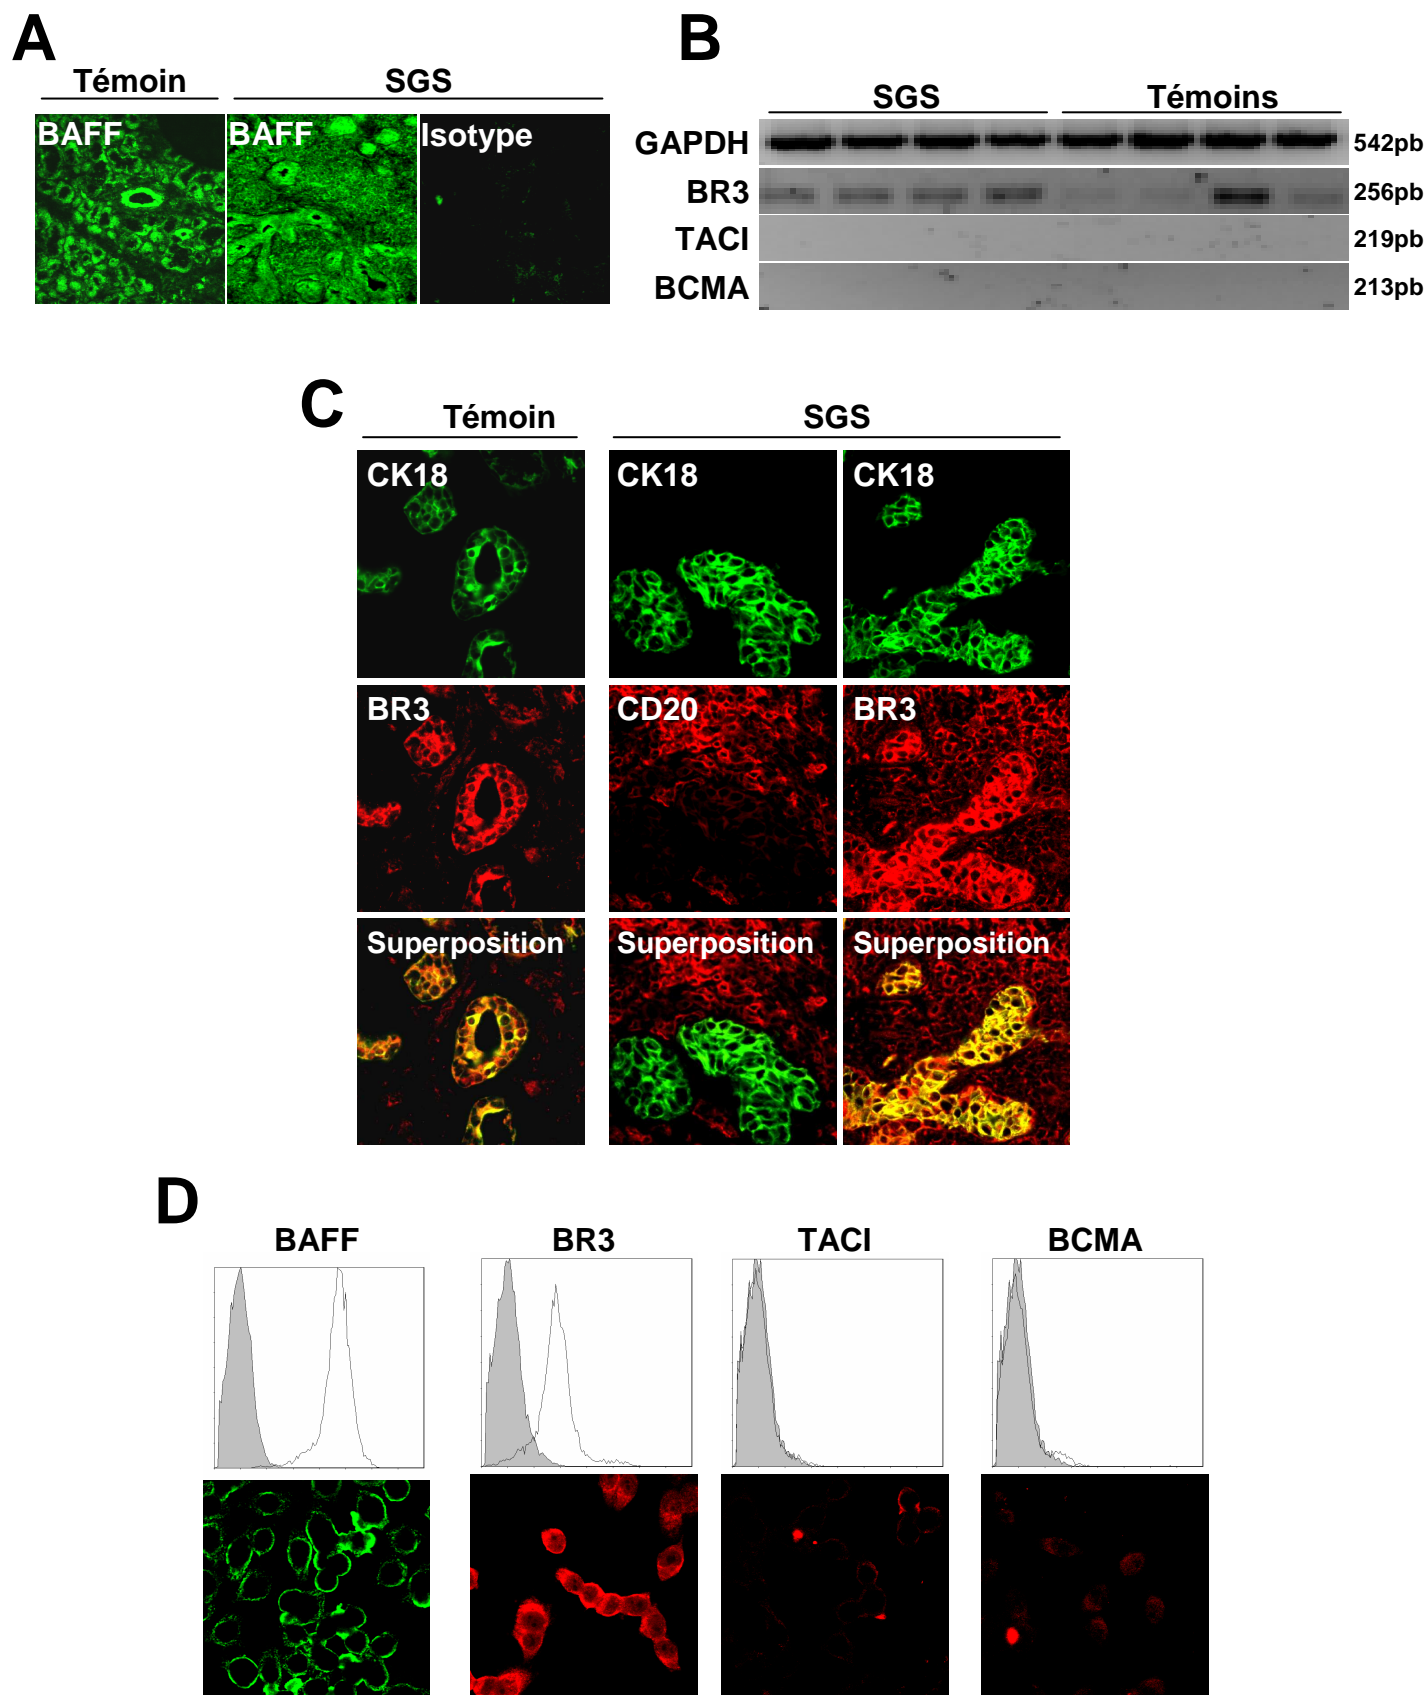 A
Témoin SGS
BAFF BAFF Isotype
B
SGS Témoins
GAPDH 542pb
BR3 256pb
TACI 219pb
BCMA 213pb
C
Témoin SGS
CK18 CK18 CK18
BR3 CD20 BR3
Superposition Superposition Superposition
D
BAFF BR3 TACI BCMA